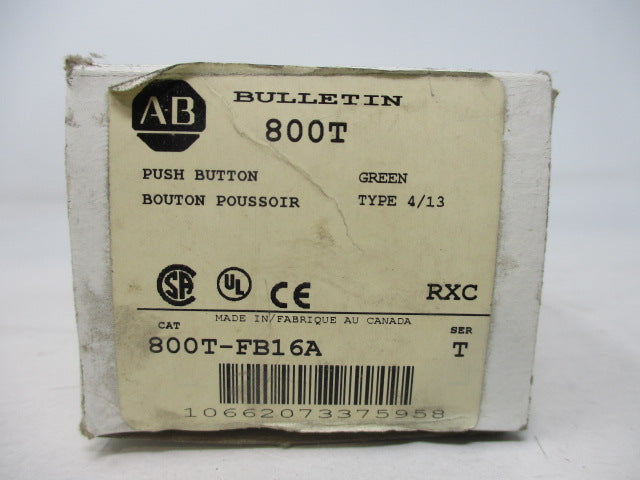 AB
BULLETIN
800T
PUSH BUTTON GREEN
BOUTON POUSSOIR TYPE 4/13
SA UL CE RXC
MADE IN/FABRIQUE AU CANADA
CAT SER
800T-FB16A T
10662073375958